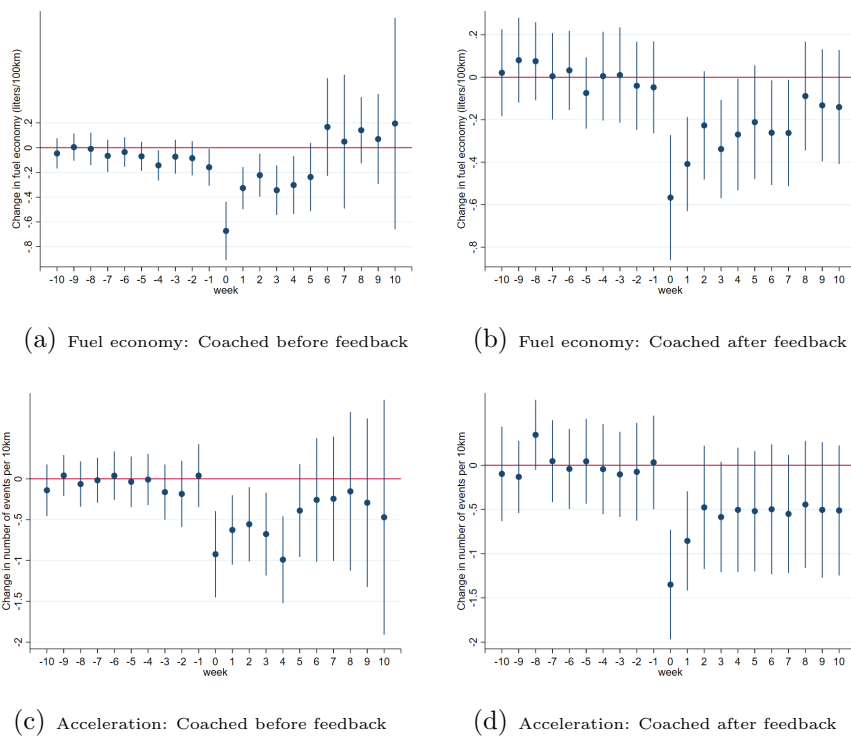 Change in fuel economy (liters/100km)
.2
0
-.2
-.4
-.6
-.8
-10 -9 -8 -7 -6 -5 -4 -3 -2 -1 0 1 2 3 4 5 6 7 8 9 10
week
(a) Fuel economy: Coached before feedback
Change in fuel economy (liters/100km)
.2
0
-.2
-.4
-.6
-.8
-10 -9 -8 -7 -6 -5 -4 -3 -2 -1 0 1 2 3 4 5 6 7 8 9 10
week
(b) Fuel economy: Coached after feedback
Change in number of events per 10km
0
-.5
-1
-1.5
-2
-10 -9 -8 -7 -6 -5 -4 -3 -2 -1 0 1 2 3 4 5 6 7 8 9 10
week
(c) Acceleration: Coached before feedback
Change in number of events per 10km
0
-.5
-1
-1.5
-2
-10 -9 -8 -7 -6 -5 -4 -3 -2 -1 0 1 2 3 4 5 6 7 8 9 10
week
(d) Acceleration: Coached after feedback